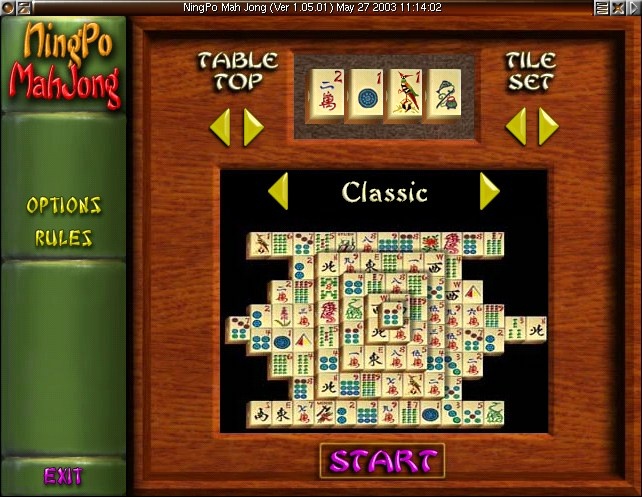 NingPo Mah Jong (Ver 1.05.01) May 27 2003 11:14:02
NingPo
MahJong
TABLE
TOP
TILE
SET
OPTIONS
RULES
Classic
START
EXIT